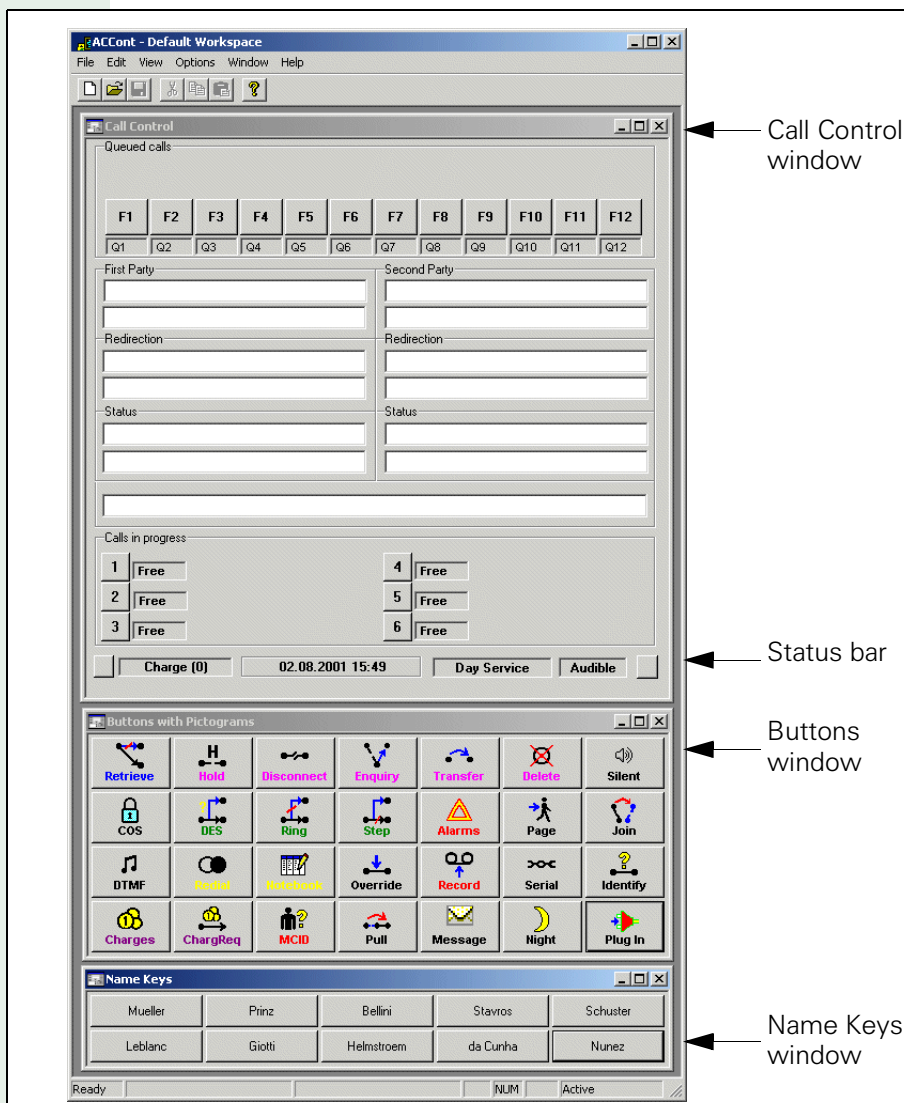 ACCont - Default Workspace
File Edit View Options Window Help
Call Control
Queued calls
F1 F2 F3 F4 F5 F6 F7 F8 F9 F10 F11 F12
Q1 Q2 Q3 Q4 Q5 Q6 Q7 Q8 Q9 Q10 Q11 Q12
First Party Second Party
Redirection Redirection
Status Status
Calls in progress
1 Free 4 Free
2 Free 5 Free
3 Free 6 Free
Charge (0) 02.08.2001 15:49 Day Service Audible
Buttons with Pictograms
H
Retrieve Hold Disconnect Enquiry Transfer Delete Silent
COS DES Ring Step Alarms Page Join
DTMF Redial Notebook Override Record Serial Identify
Charges ChargReq MCID Pull Message Night Plug In
Name Keys
Mueller Prinz Bellini Stavros Schuster
Leblanc Giotti Helmstroem da Cunha Nunez
Ready NUM Active
Call Control
window
Status bar
Buttons
window
Name Keys
window